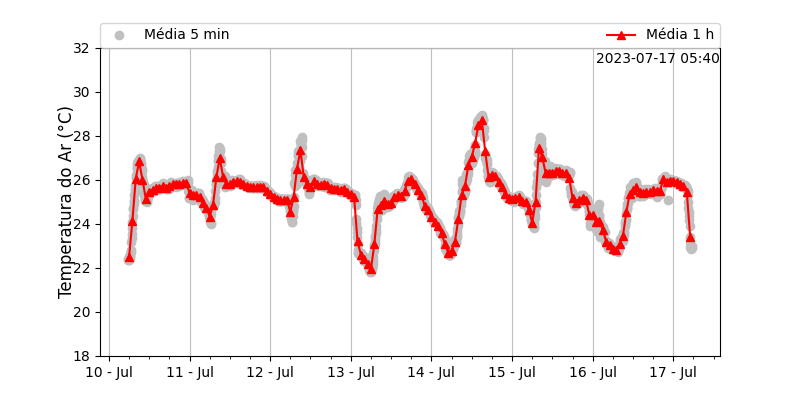 Média 5 min
Média 1 h
2023-07-17 05:40
Temperatura do Ar (°C)
32
30
28
26
24
22
20
18
10 - Jul
11 - Jul
12 - Jul
13 - Jul
14 - Jul
15 - Jul
16 - Jul
17 - Jul